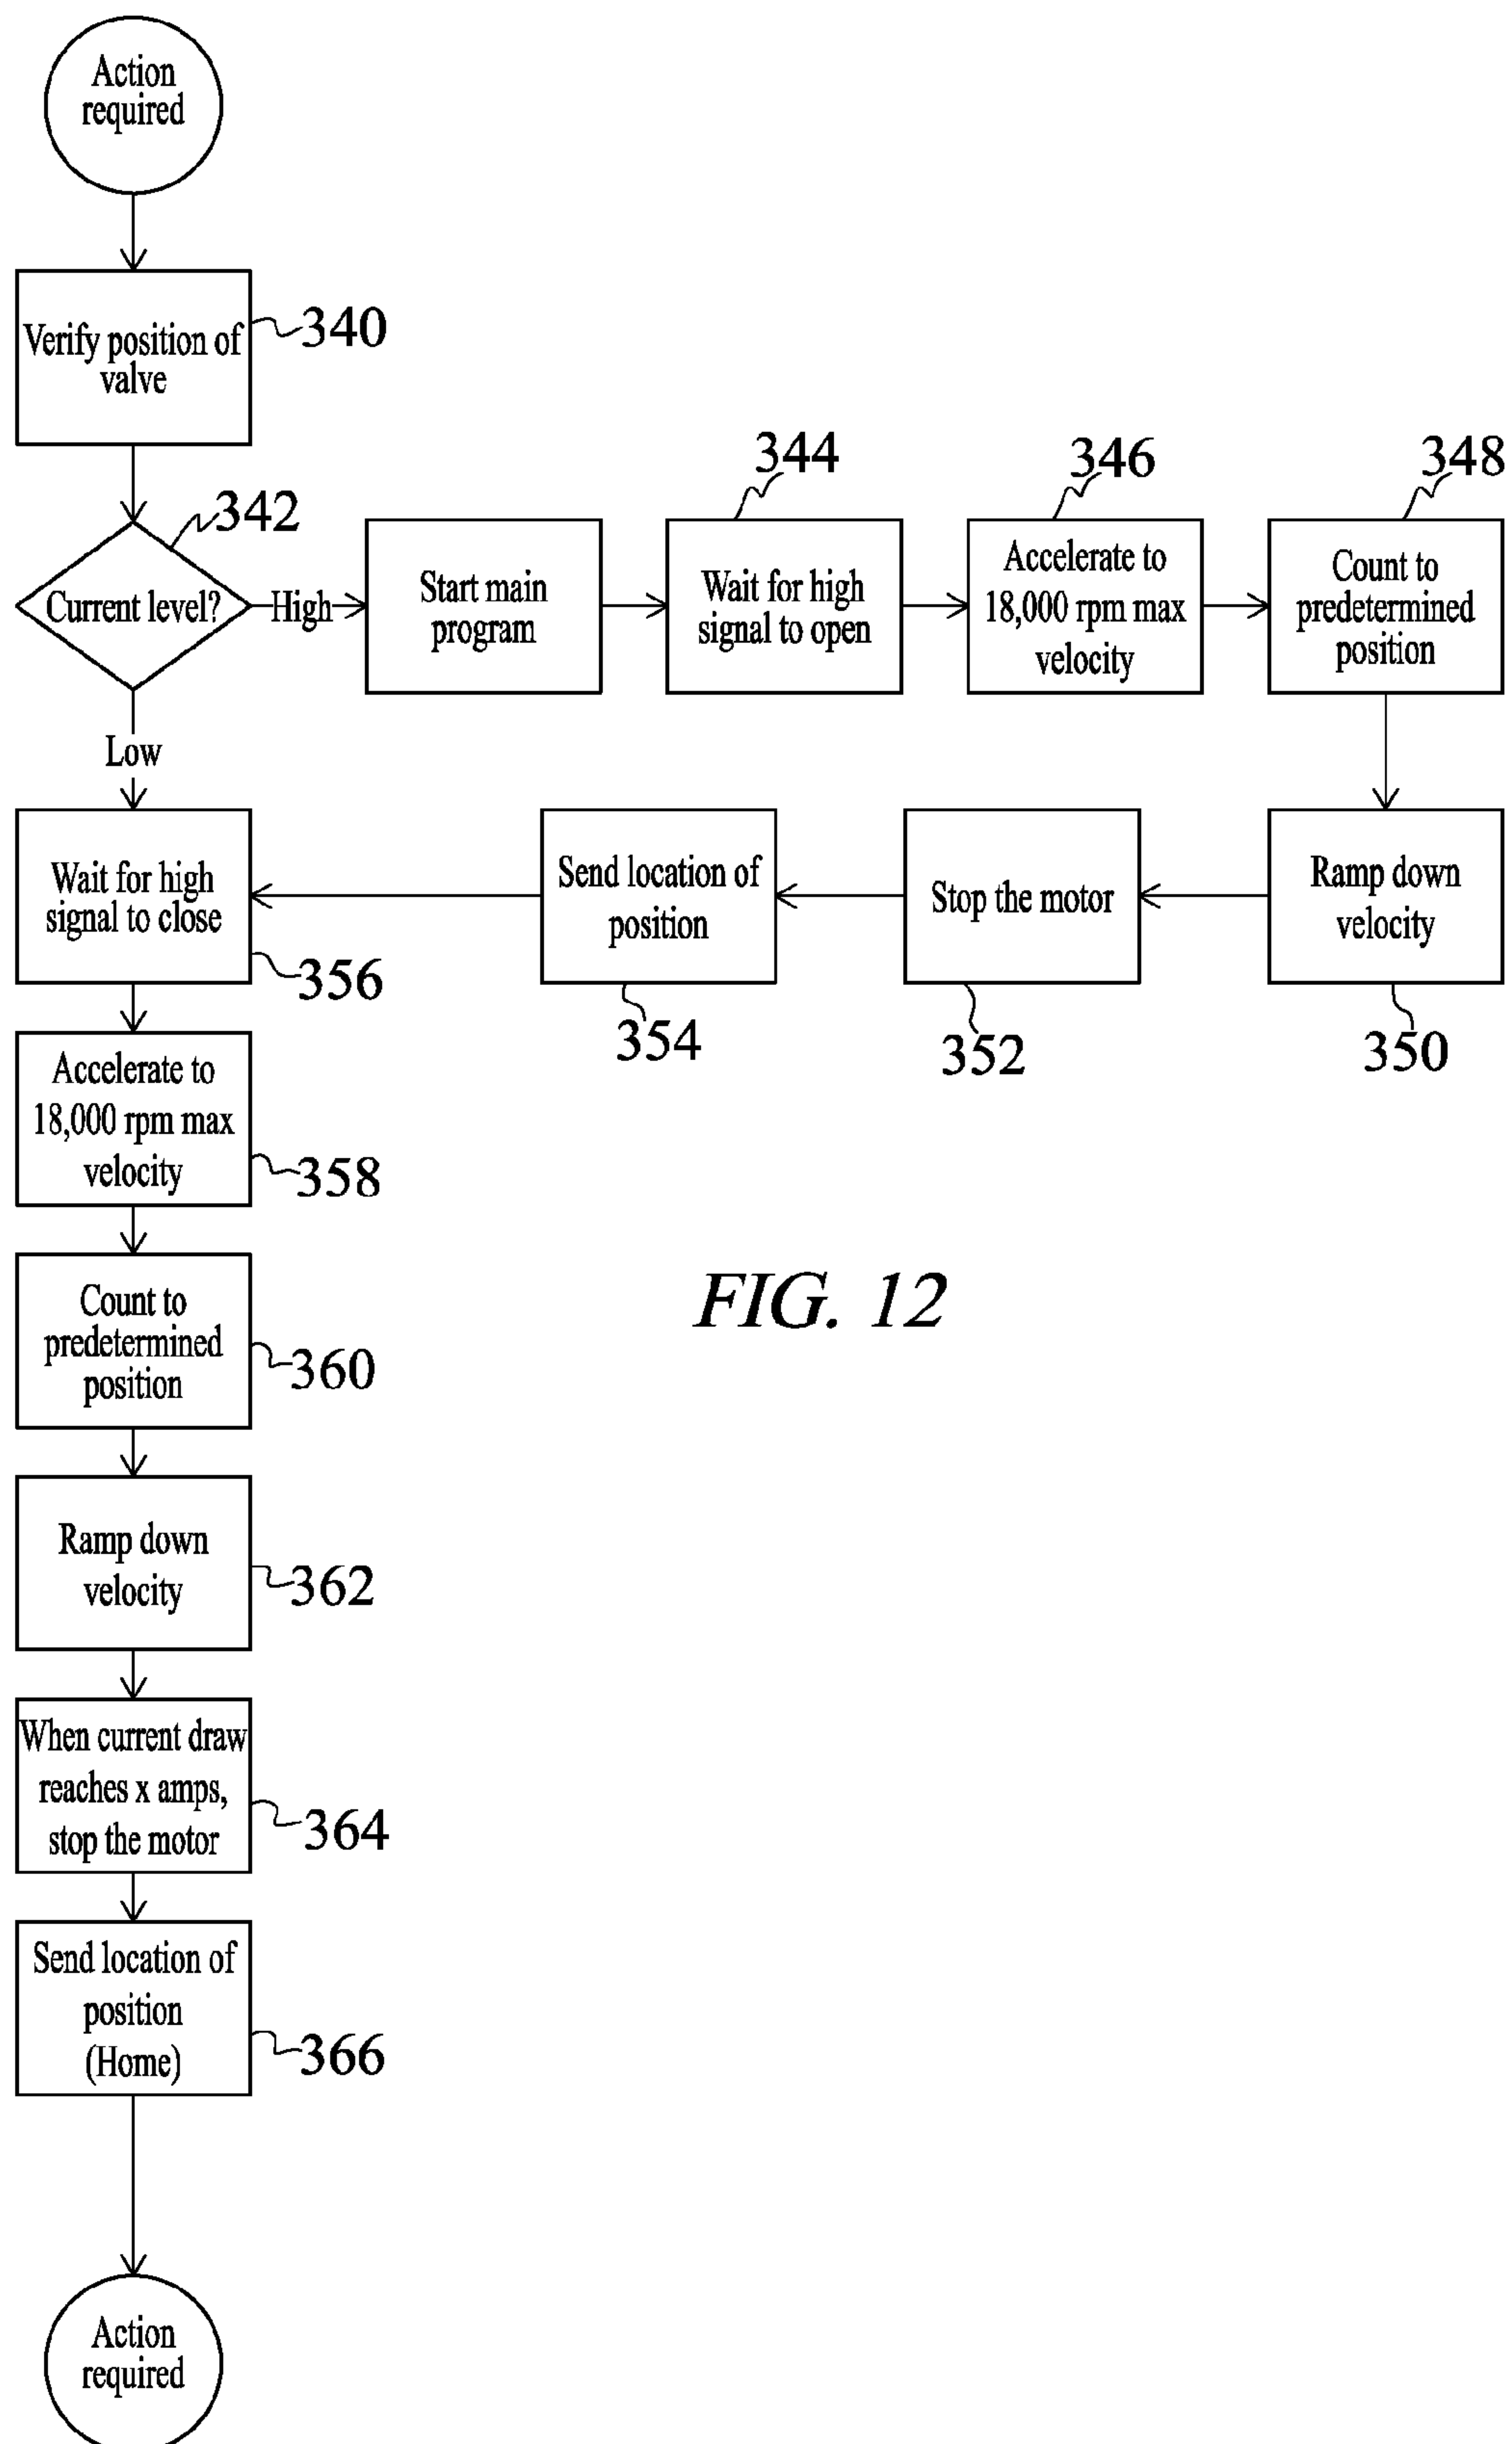 Action
required
Verify position of
valve
340
342
Current level?
High
Start main
program
344
Wait for high
signal to open
346
Accelerate to
18,000 rpm max
velocity
348
Count to
predetermined
position
Low
Wait for high
signal to close
356
Send location of
position
354
Stop the motor
352
Ramp down
velocity
350
Accelerate to
18,000 rpm max
velocity
358
FIG. 12
Count to
predetermined
position
360
Ramp down
velocity
362
When current draw
reaches x amps,
stop the motor
364
Send location of
position
(Home)
366
Action
required